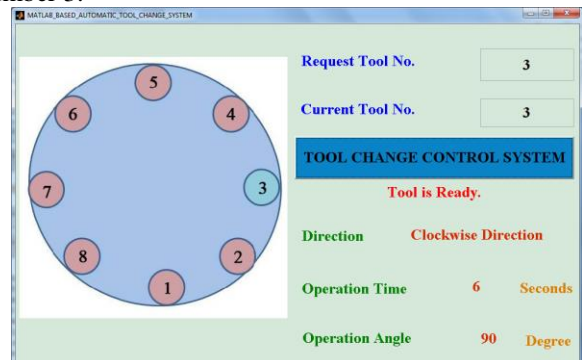 MATLAB_BASED_AUTOMATIC_TOOL_CHANGE_SYSTEM
Request Tool No. 3
Current Tool No. 3
TOOL CHANGE CONTROL SYSTEM
Tool is Ready.
Direction Clockwise Direction
Operation Time 6 Seconds
Operation Angle 90 Degree
5
6 4
7 3
8 2
1